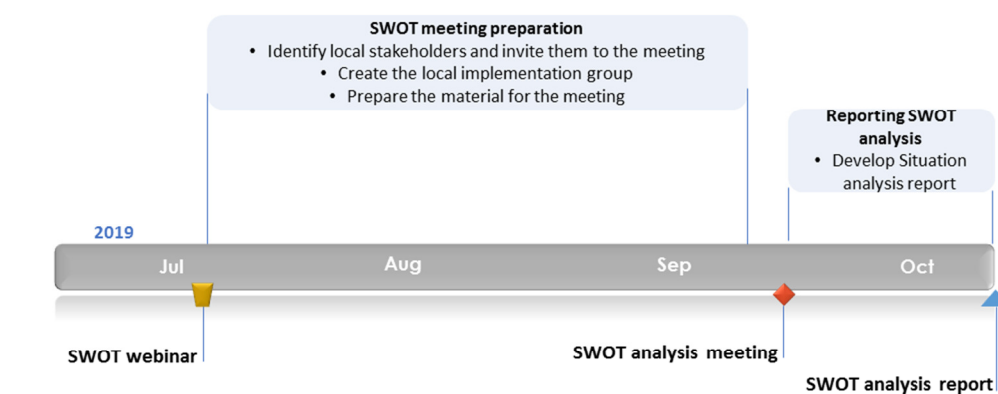 SWOT meeting preparation
• Identify local stakeholders and invite them to the meeting
• Create the local implementation group
• Prepare the material for the meeting
Reporting SWOT
analysis
• Develop Situation
analysis report
2019
Jul Aug Sep Oct
SWOT webinar
SWOT analysis meeting
SWOT analysis report